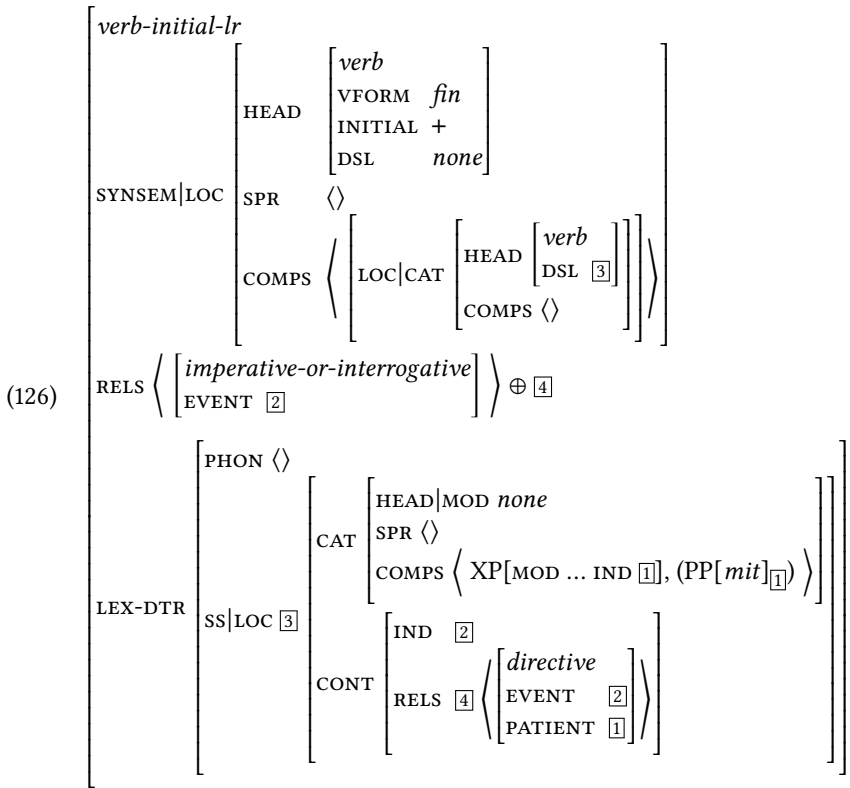 verb-initial-lr
SYNSEM|LOC
HEAD
verb
VFORM fin
INITIAL +
DSL none
SPR ⟨⟩
COMPS ⟨ [ LOC|CAT [ HEAD [ verb
DSL 3 ]
COMPS ⟨⟩ ] ] ⟩
(126)
RELS ⟨ [ imperative-or-interrogative
EVENT 2 ] ⟩ ⊕ 4
LEX-DTR
PHON ⟨⟩
SS|LOC 3
CAT
HEAD|MOD none
SPR ⟨⟩
COMPS ⟨ XP[MOD … IND 1], (PP[mit]1) ⟩
CONT
IND 2
RELS 4 ⟨ [ directive
EVENT 2
PATIENT 1 ] ⟩